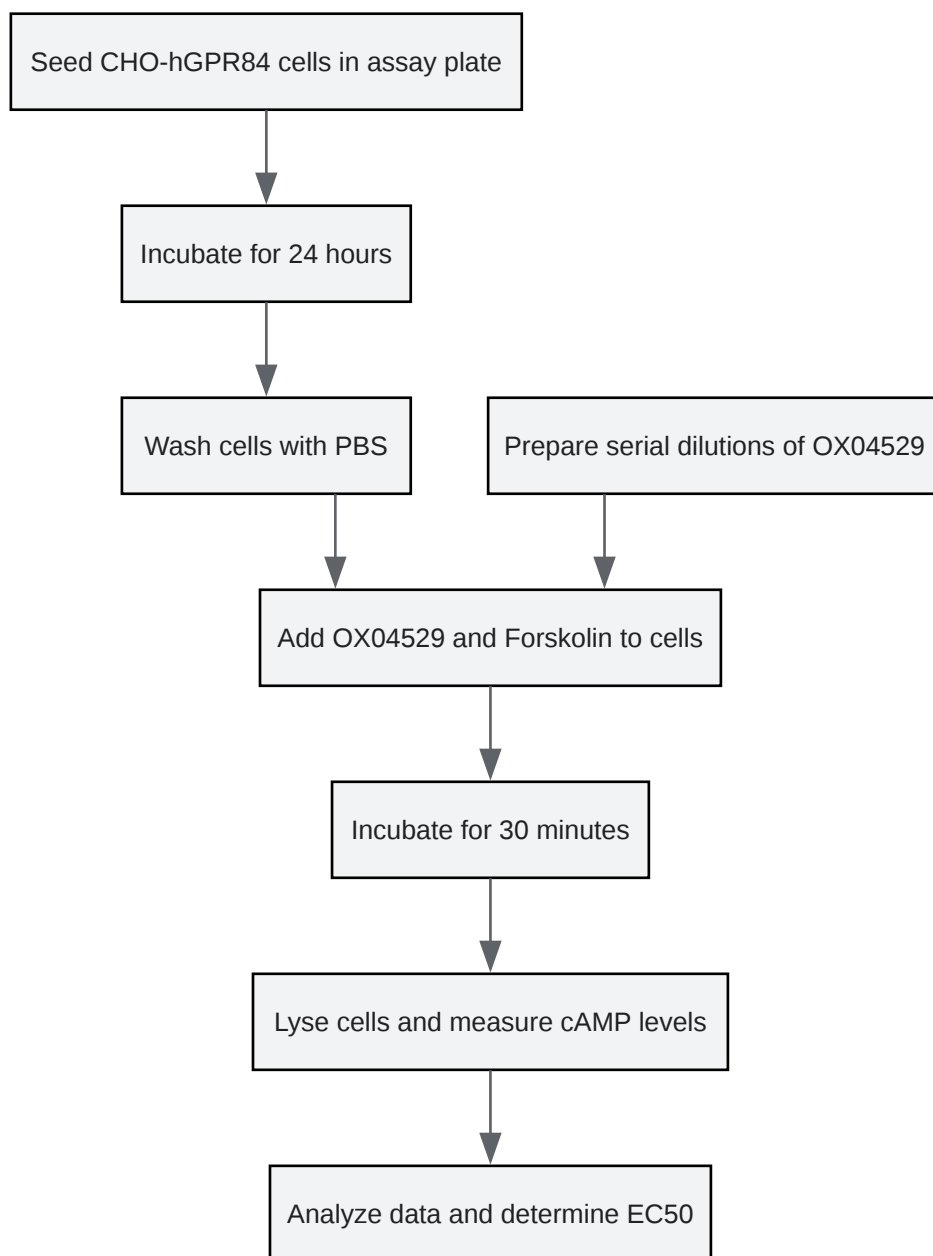 Seed CHO-hGPR84 cells in assay plate
Incubate for 24 hours
Wash cells with PBS
Prepare serial dilutions of OX04529
Add OX04529 and Forskolin to cells
Incubate for 30 minutes
Lyse cells and measure cAMP levels
Analyze data and determine EC50